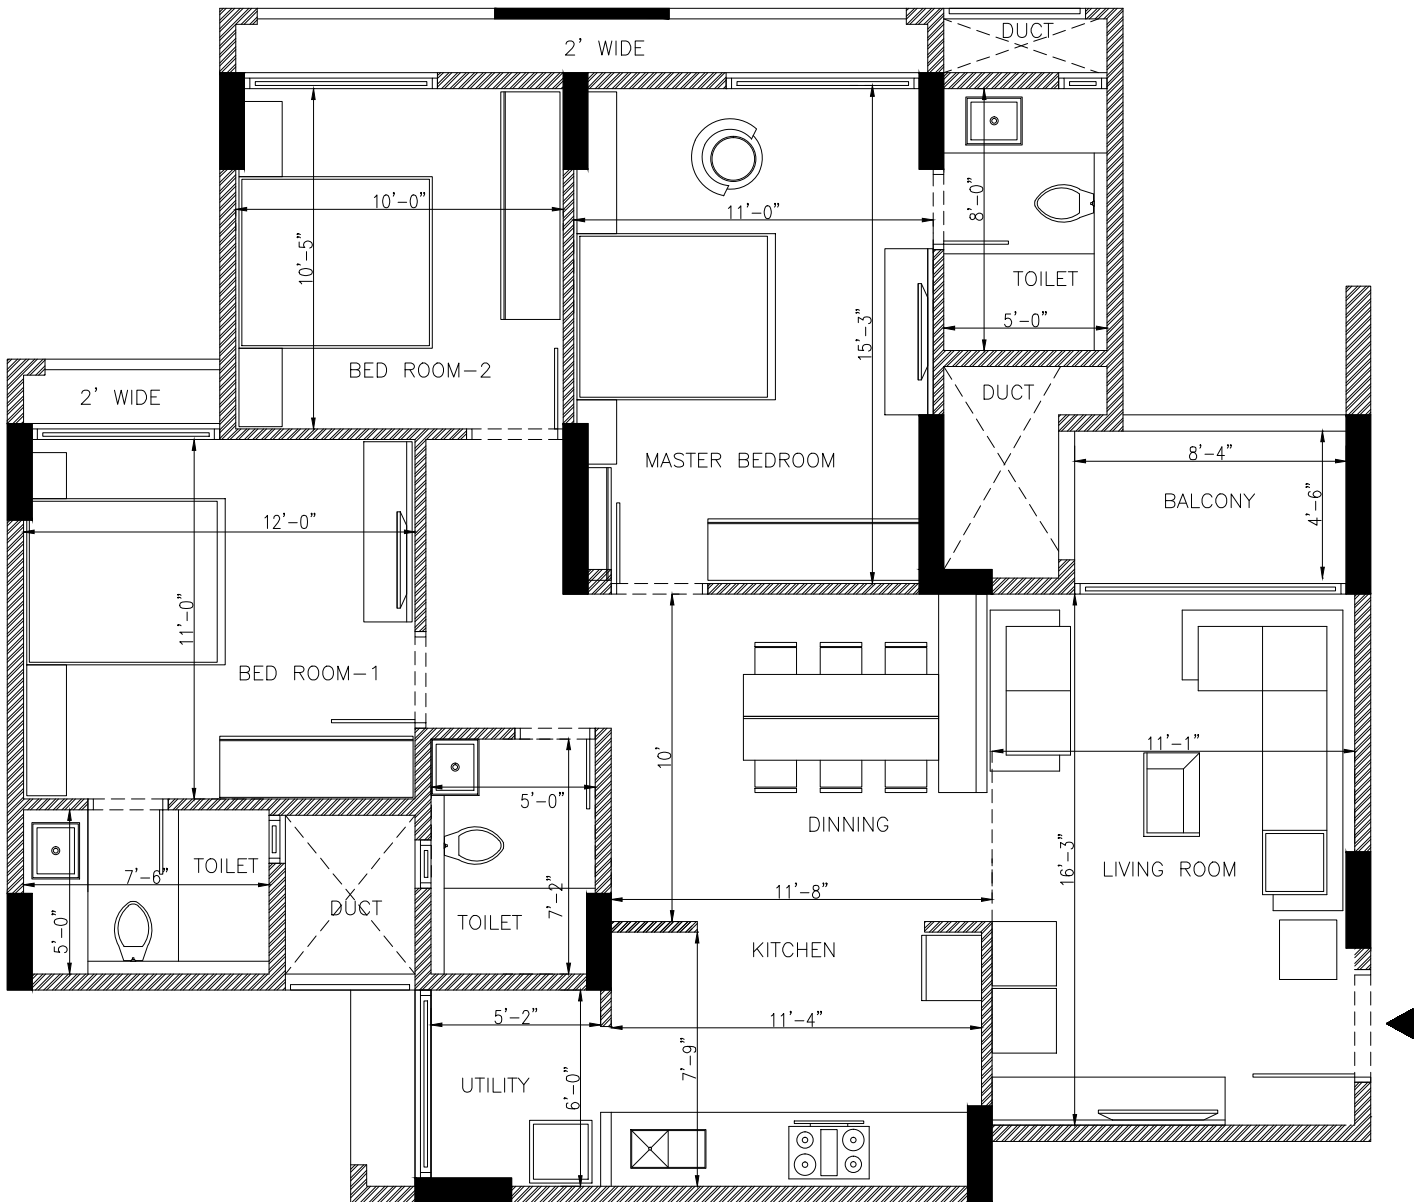 DUCT
2' WIDE
10'-0"
11'-0"
8'-0"
10'-5"
TOILET
5'-0"
15'-3"
BED ROOM-2
DUCT
2' WIDE
MASTER BEDROOM
8'-4"
BALCONY
4'-6"
12'-0"
11'-0"
BED ROOM-1
10'
11'-1"
5'-0"
DINNING
TOILET
7'-6"
16'-3"
LIVING ROOM
11'-8"
7'-2"
DUCT
TOILET
5'-0"
KITCHEN
5'-2"
11'-4"
7'-9"
UTILITY
6'-0"